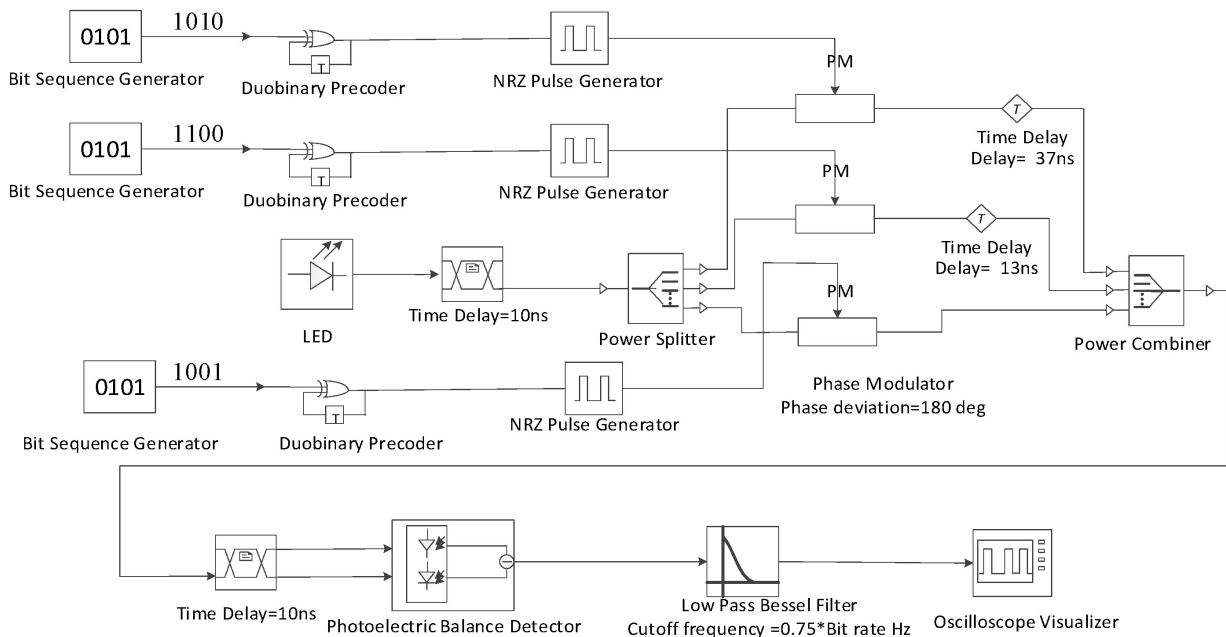 0101
1010
Bit Sequence Generator
T
Duobinary Precoder
NRZ Pulse Generator
PM
T
Time Delay
Delay= 37ns
0101
1100
Bit Sequence Generator
T
Duobinary Precoder
NRZ Pulse Generator
PM
T
Time Delay
Delay= 13ns
LED
Time Delay=10ns
Power Splitter
PM
Power Combiner
Phase Modulator
Phase deviation=180 deg
0101
1001
Bit Sequence Generator
T
Duobinary Precoder
NRZ Pulse Generator
Time Delay=10ns
Photoelectric Balance Detector
Low Pass Bessel Filter
Cutoff frequency =0.75*Bit rate Hz
Oscilloscope Visualizer